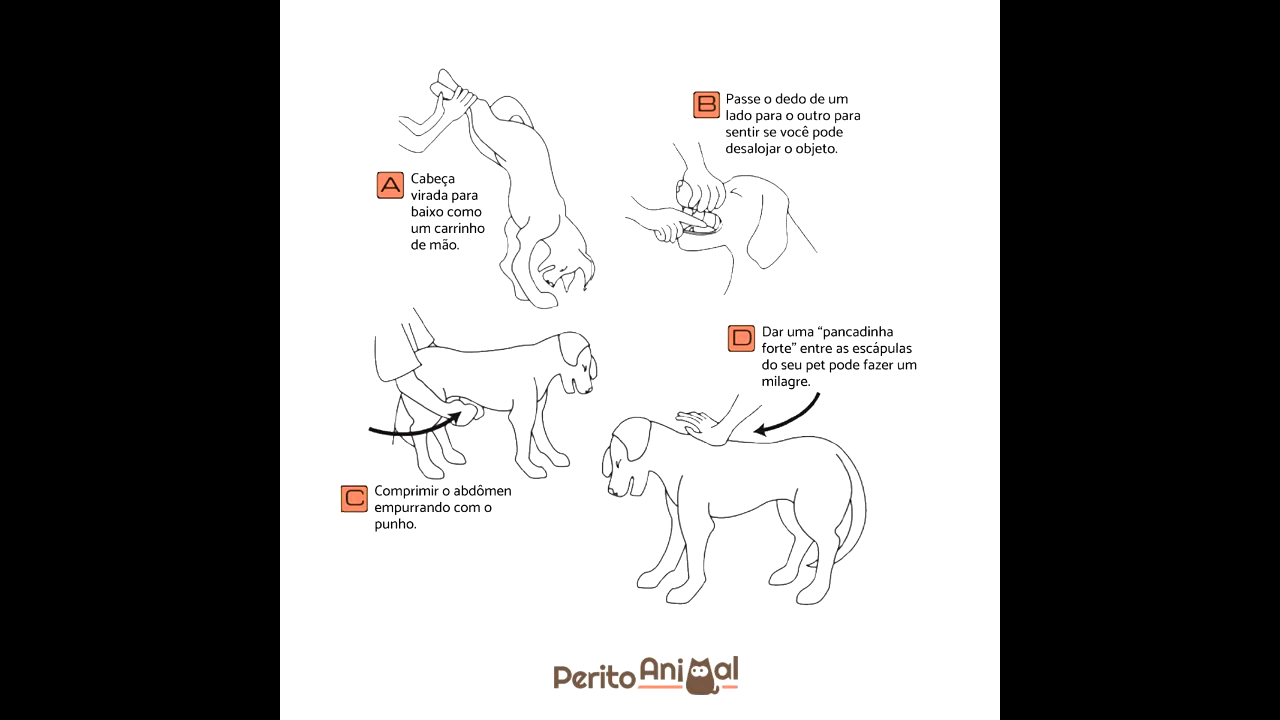 A
Cabeça
virada para
baixo como
um carrinho
de mão.
B
Passe o dedo de um
lado para o outro para
sentir se você pode
desalojar o objeto.
C
Comprimir o abdômen
empurrando com o
punho.
D
Dar uma “pancadinha
forte” entre as escápulas
do seu pet pode fazer um
milagre.
Perito Animal